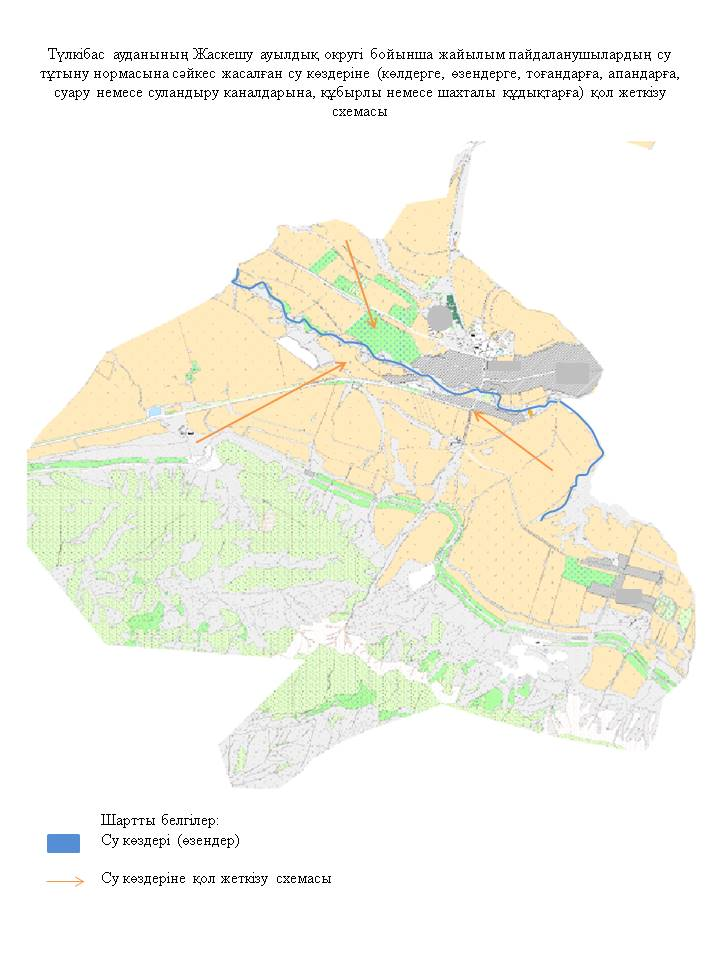 Түлкібас ауданының Жаскешу ауылдық округі бойынша жайылым пайдаланушылардың су
тұтыну нормасына сәйкес жасалған су көздеріне (көлдерге, өзендерге, тоғандарға, апандарға,
суару немесе суландыру каналдарына, құбырлы немесе шахталы құдықтарға) қол жеткізу
схемасы
Шартты белгілер:
Су көздері (өзендер)
Су көздеріне қол жеткізу схемасы